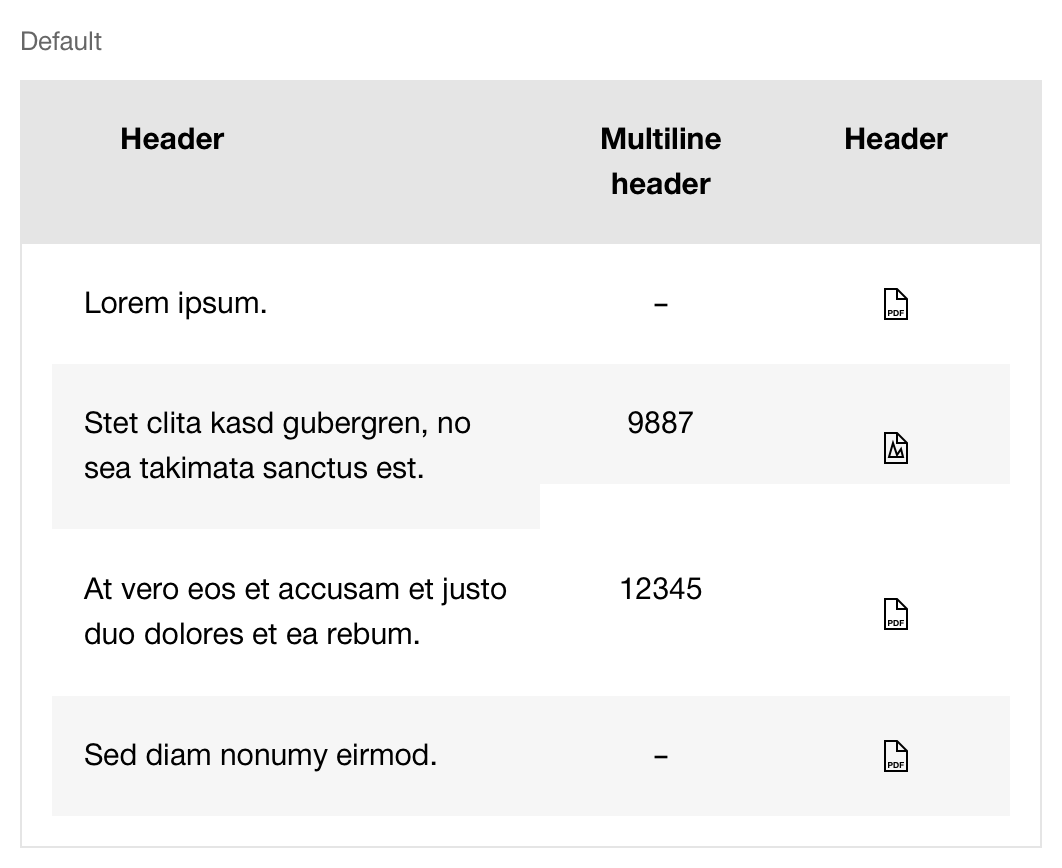 Default
Header
Multiline
header
Header
Lorem ipsum.
–
PDF
Stet clita kasd gubergren, no
sea takimata sanctus est.
9887
At vero eos et accusam et justo
duo dolores et ea rebum.
12345
PDF
Sed diam nonumy eirmod.
–
PDF